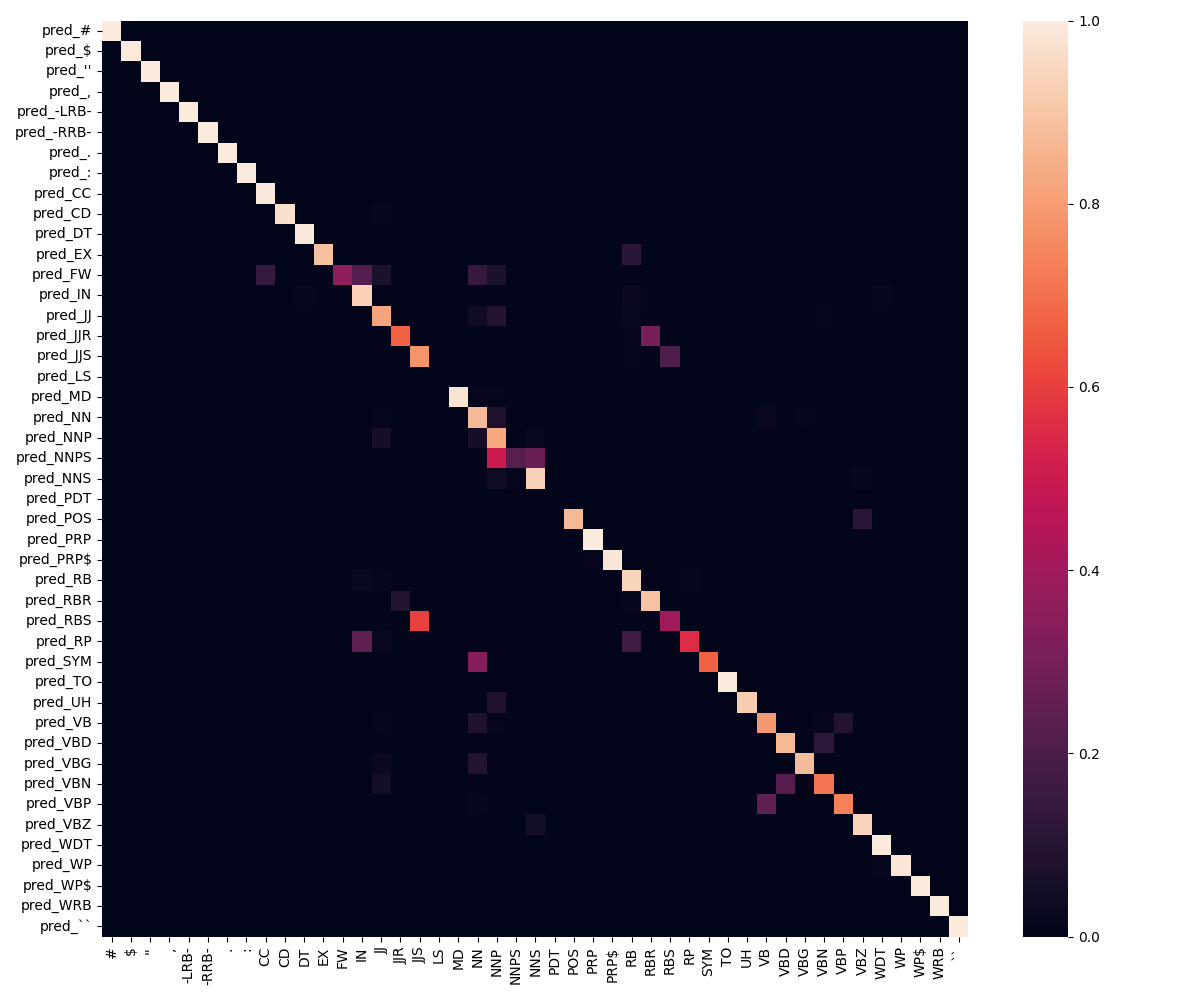 pred_#
pred_$
pred_''
pred_,
pred_-LRB-
pred_-RRB-
pred_.
pred_:
pred_CC
pred_CD
pred_DT
pred_EX
pred_FW
pred_IN
pred_JJ
pred_JJR
pred_JJS
pred_LS
pred_MD
pred_NN
pred_NNP
pred_NNPS
pred_NNS
pred_PDT
pred_POS
pred_PRP
pred_PRP$
pred_RB
pred_RBR
pred_RBS
pred_RP
pred_SYM
pred_TO
pred_UH
pred_VB
pred_VBD
pred_VBG
pred_VBN
pred_VBP
pred_VBZ
pred_WDT
pred_WP
pred_WP$
pred_WRB
pred_``
#
$
''
,
-LRB-
-RRB-
.
:
CC
CD
DT
EX
FW
IN
JJ
JJR
JJS
LS
MD
NN
NNP
NNPS
NNS
PDT
POS
PRP
PRP$
RB
RBR
RBS
RP
SYM
TO
UH
VB
VBD
VBG
VBN
VBP
VBZ
WDT
WP
WP$
WRB
``
1.0
0.8
0.6
0.4
0.2
0.0